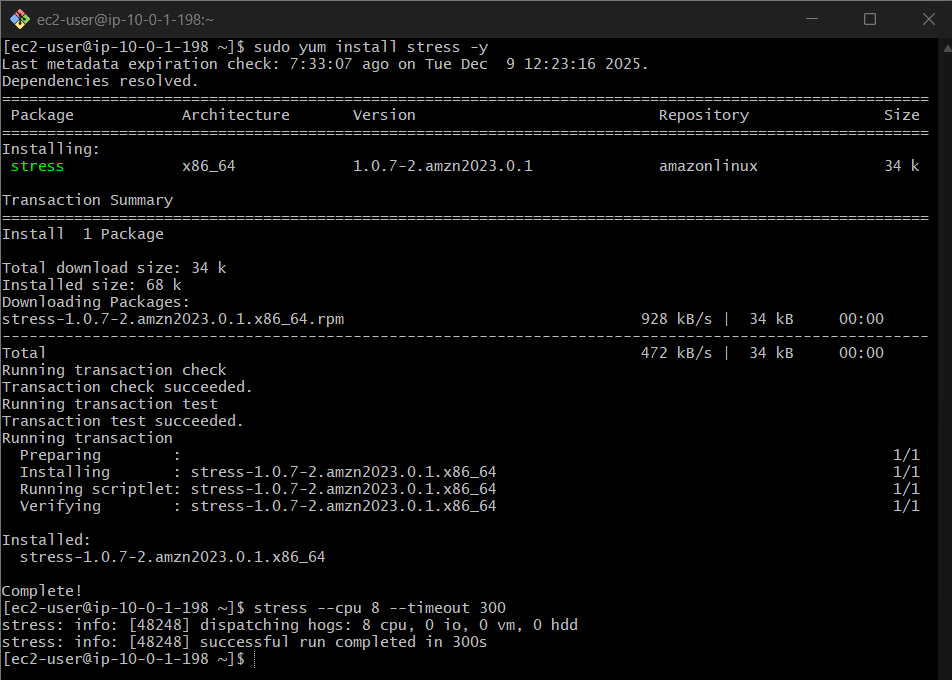 ec2-user@ip-10-0-1-198:~
[ec2-user@ip-10-0-1-198 ~]$ sudo yum install stress -y
Last metadata expiration check: 7:33:07 ago on Tue Dec  9 12:23:16 2025.
Dependencies resolved.
================================================================================
Package Architecture Version Repository Size
================================================================================
Installing:
stress x86_64 1.0.7-2.amzn2023.0.1 amazonlinux 34 k
Transaction Summary
================================================================================
Install  1 Package
Total download size: 34 k
Installed size: 68 k
Downloading Packages:
stress-1.0.7-2.amzn2023.0.1.x86_64.rpm 928 kB/s |  34 kB     00:00
--------------------------------------------------------------------------------
Total 472 kB/s |  34 kB     00:00
Running transaction check
Transaction check succeeded.
Running transaction test
Transaction test succeeded.
Running transaction
  Preparing        : 1/1
  Installing       : stress-1.0.7-2.amzn2023.0.1.x86_64 1/1
  Running scriptlet: stress-1.0.7-2.amzn2023.0.1.x86_64 1/1
  Verifying        : stress-1.0.7-2.amzn2023.0.1.x86_64 1/1
Installed:
  stress-1.0.7-2.amzn2023.0.1.x86_64
Complete!
[ec2-user@ip-10-0-1-198 ~]$ stress --cpu 8 --timeout 300
stress: info: [48248] dispatching hogs: 8 cpu, 0 io, 0 vm, 0 hdd
stress: info: [48248] successful run completed in 300s
[ec2-user@ip-10-0-1-198 ~]$